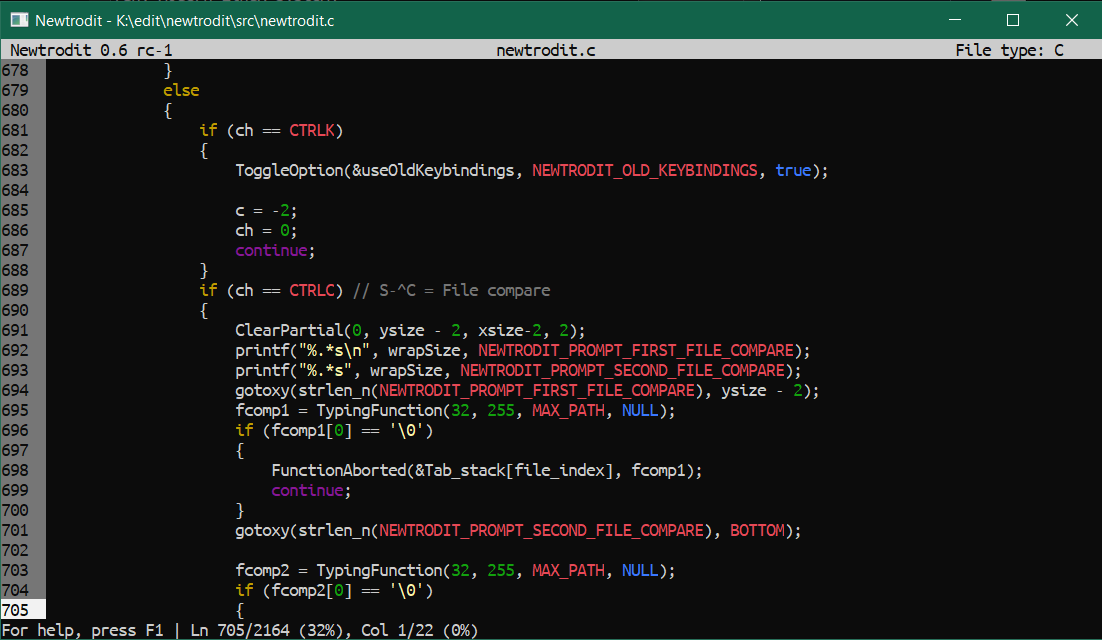 Newtrodit - K:\edit\newtrodit\src\newtrodit.c
Newtrodit 0.6 rc-1 newtrodit.c File type: C
678 }
679 else
680 {
681 if (ch == CTRLK)
682 {
683 ToggleOption(&useOldKeybindings, NEWTRODIT_OLD_KEYBINDINGS, true);
684
685 c = -2;
686 ch = 0;
687 continue;
688 }
689 if (ch == CTRLC) // S-^C = File compare
690 {
691 ClearPartial(0, ysize - 2, xsize-2, 2);
692 printf("%.*s\n", wrapSize, NEWTRODIT_PROMPT_FIRST_FILE_COMPARE);
693 printf("%.*s", wrapSize, NEWTRODIT_PROMPT_SECOND_FILE_COMPARE);
694 gotoxy(strlen_n(NEWTRODIT_PROMPT_FIRST_FILE_COMPARE), ysize - 2);
695 fcomp1 = TypingFunction(32, 255, MAX_PATH, NULL);
696 if (fcomp1[0] == '\0')
697 {
698 FunctionAborted(&Tab_stack[file_index], fcomp1);
699 continue;
700 }
701 gotoxy(strlen_n(NEWTRODIT_PROMPT_SECOND_FILE_COMPARE), BOTTOM);
702
703 fcomp2 = TypingFunction(32, 255, MAX_PATH, NULL);
704 if (fcomp2[0] == '\0')
705 {
For help, press F1 | Ln 705/2164 (32%), Col 1/22 (0%)